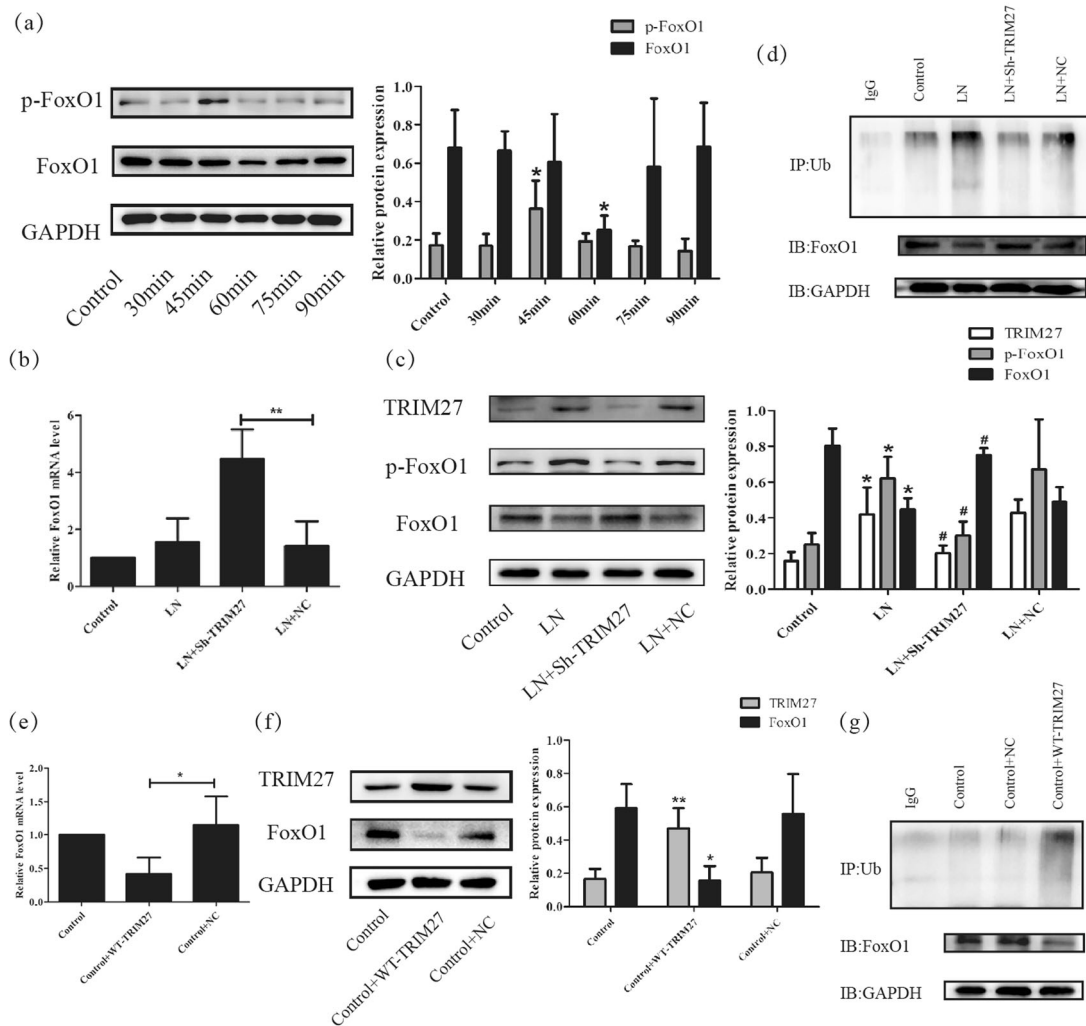 (a)
p-FoxO1
FoxO1
GAPDH
Control
30min
45min
60min
75min
90min
p-FoxO1
FoxO1
Relative protein expression
1.0
0.8
0.6
0.4
0.2
0.0
*
*
Control
30min
45min
60min
75min
90min
(d)
IgG
Control
LN
LN+Sh-TRIM27
LN+NC
IP:Ub
IB:FoxO1
IB:GAPDH
(b)
Relative FoxO1 mRNA level
6
4
2
0
**
Control
LN
LN+Sh-TRIM27
LN+NC
(c)
TRIM27
p-FoxO1
FoxO1
GAPDH
Control
LN
LN+Sh-TRIM27
LN+NC
TRIM27
p-FoxO1
FoxO1
Relative protein expression
1.0
0.8
0.6
0.4
0.2
0.0
*
*
*
#
#
#
Control
LN
LN+Sh-TRIM27
LN+NC
(e)
Relative FoxO1 mRNA level
2.0
1.5
1.0
0.5
0.0
*
Control
Control+WT-TRIM27
Control+NC
(f)
TRIM27
FoxO1
GAPDH
Control
Control+WT-TRIM27
Control+NC
TRIM27
FoxO1
Relative protein expression
1.0
0.8
0.6
0.4
0.2
0.0
**
*
Control
Control+WT-TRIM27
Control+NC
(g)
IgG
Control
Control+NC
Control+WT-TRIM27
IP:Ub
IB:FoxO1
IB:GAPDH